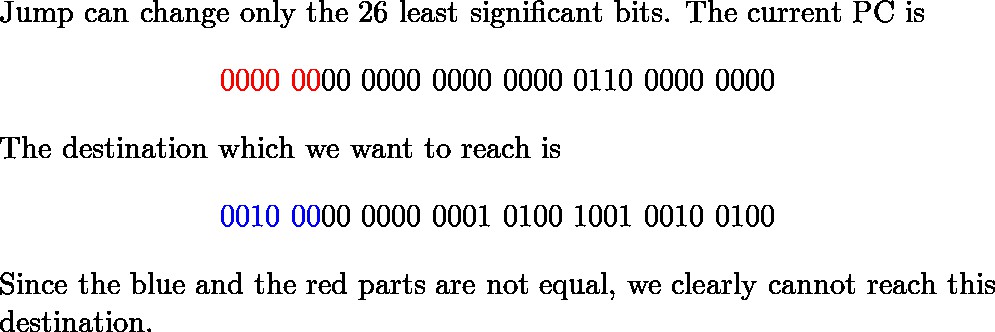 Jump can change only the 26 least significant bits. The current PC is
0000 0000 0000 0000 0000 0110 0000 0000
The destination which we want to reach is
0010 0000 0000 0001 0100 1001 0010 0100
Since the blue and the red parts are not equal, we clearly cannot reach this
destination.